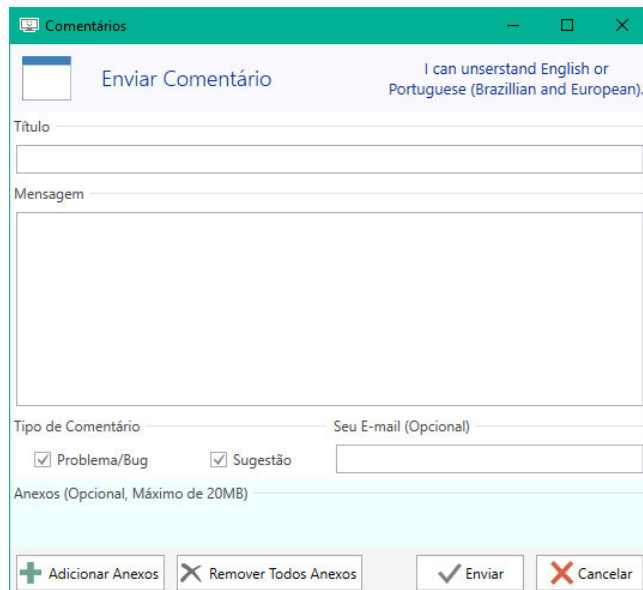 Comentários
Enviar Comentário
I can unserstand English or
Portuguese (Brazillian and European).
Título
Mensagem
Tipo de Comentário
Seu E-mail (Opcional)
Problema/Bug
Sugestão
Anexos (Opcional, Máximo de 20MB)
Adicionar Anexos
Remover Todos Anexos
Enviar
Cancelar